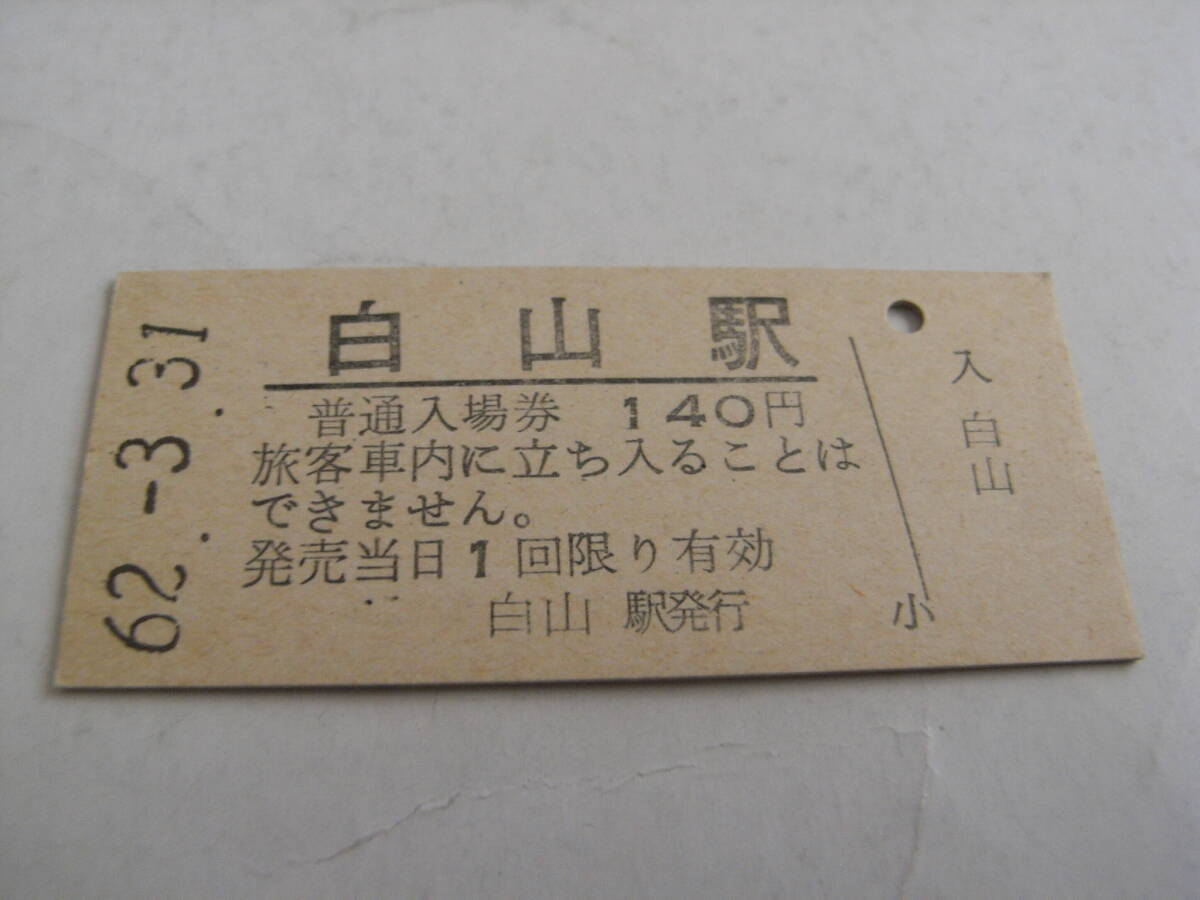 白山駅
普通入場券 140円
旅客車内に立ち入ることは
できません。
発売当日1回限り有効
白山 駅発行
62.-3.31
入
白山
小